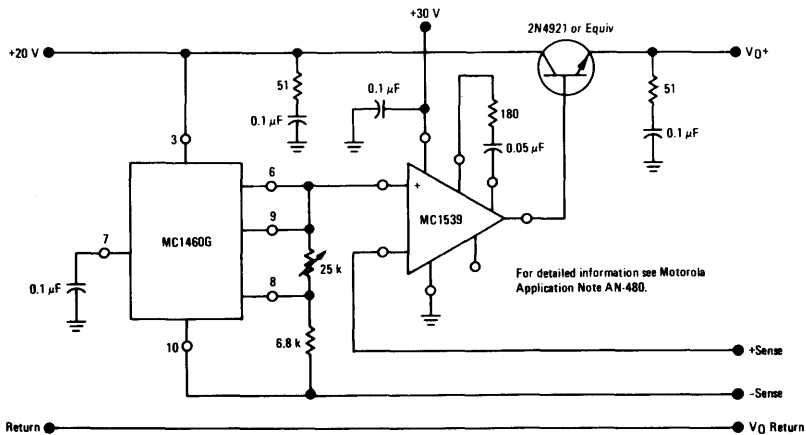 +30 V
2N4921 or Equiv
+20 V
VO+
51
0.1 µF
0.1 µF
180
0.05 µF
51
0.1 µF
3
6
+
MC1460G
9
MC1539
7
25 k
0.1 µF
8
For detailed information see Motorola
Application Note AN-480.
6.8 k
10
+Sense
-Sense
Return
VO Return